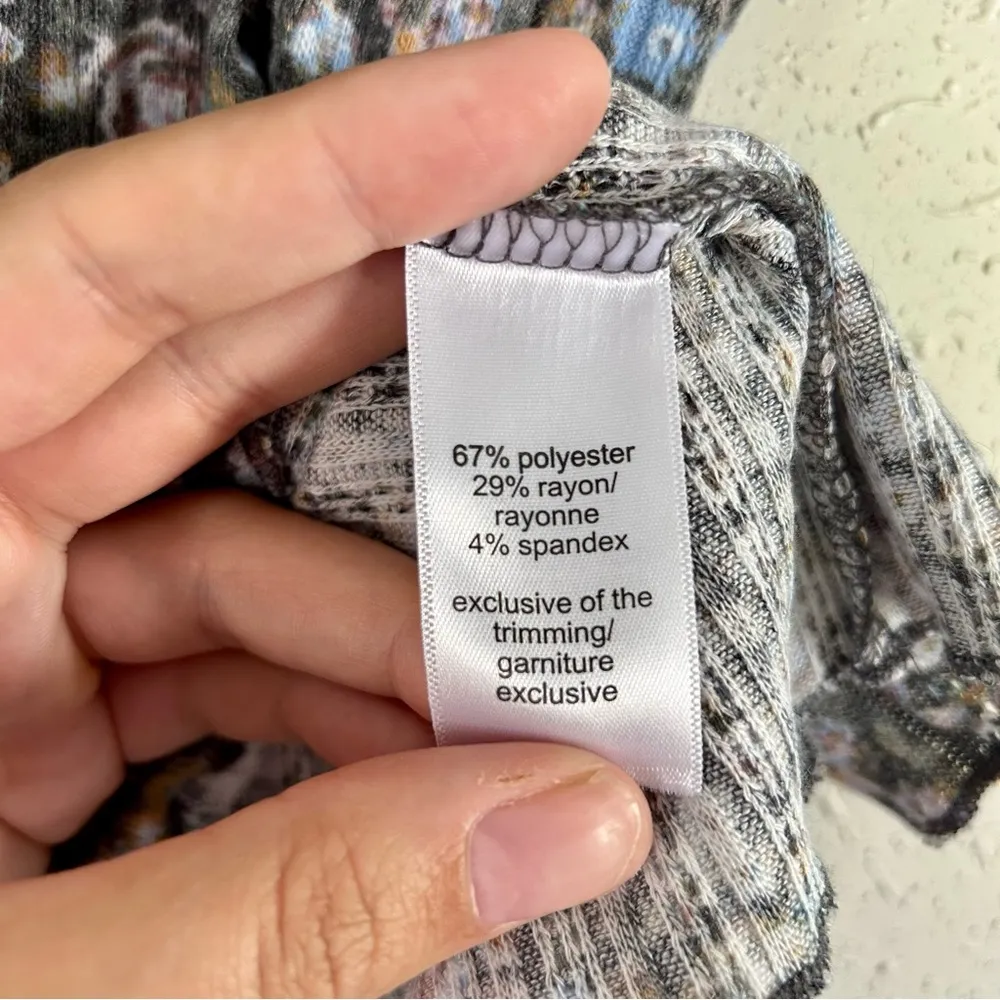 67% polyester
29% rayon/
rayonne
4% spandex
exclusive of the
trimming/
garniture
exclusive